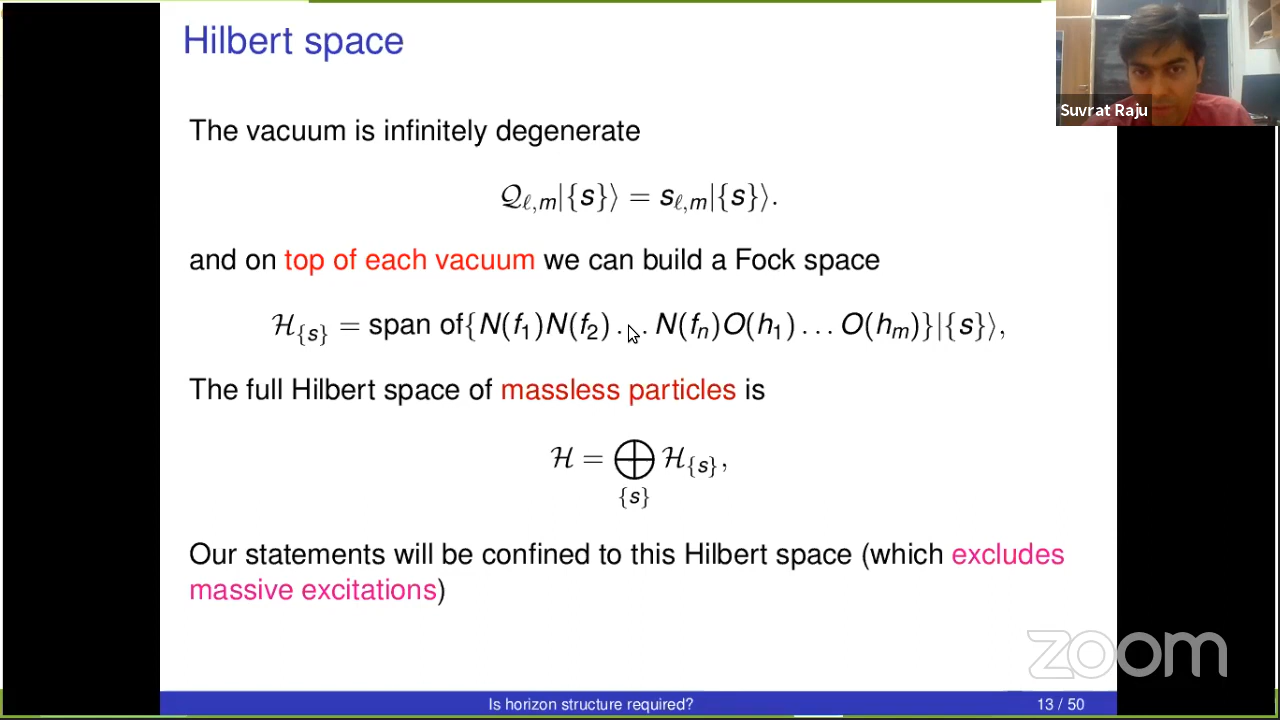 Hilbert space
Suvrat Raju
The vacuum is infinitely degenerate
𝒬ℓ,m|{s}⟩ = sℓ,m|{s}⟩.
and on top of each vacuum we can build a Fock space
ℋ{s} = span of{N(f₁)N(f₂) . . . N(fₙ)O(h₁) . . . O(hₘ)}|{s}⟩,
The full Hilbert space of massless particles is
ℋ = ⨁{s} ℋ{s},
Our statements will be confined to this Hilbert space (which excludes
massive excitations)
zoom
Is horizon structure required? 13 / 50